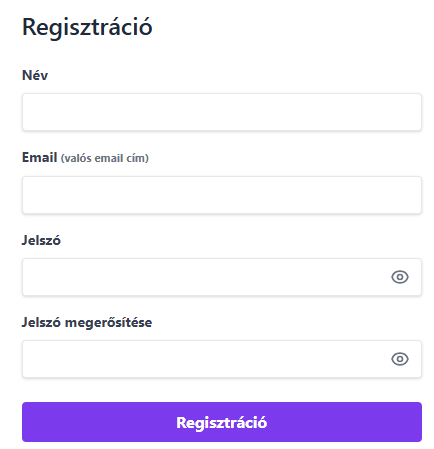 Regisztráció
Név
Email (valós email cím)
Jelszó
Jelszó megerősítése
Regisztráció